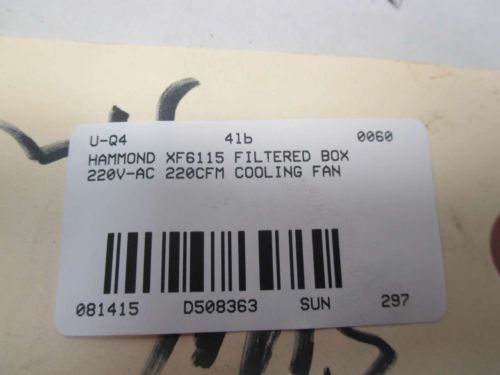 U-Q4 4lb 0060
HAMMOND XF6115 FILTERED BOX
220V-AC 220CFM COOLING FAN
081415 D508363 SUN 297